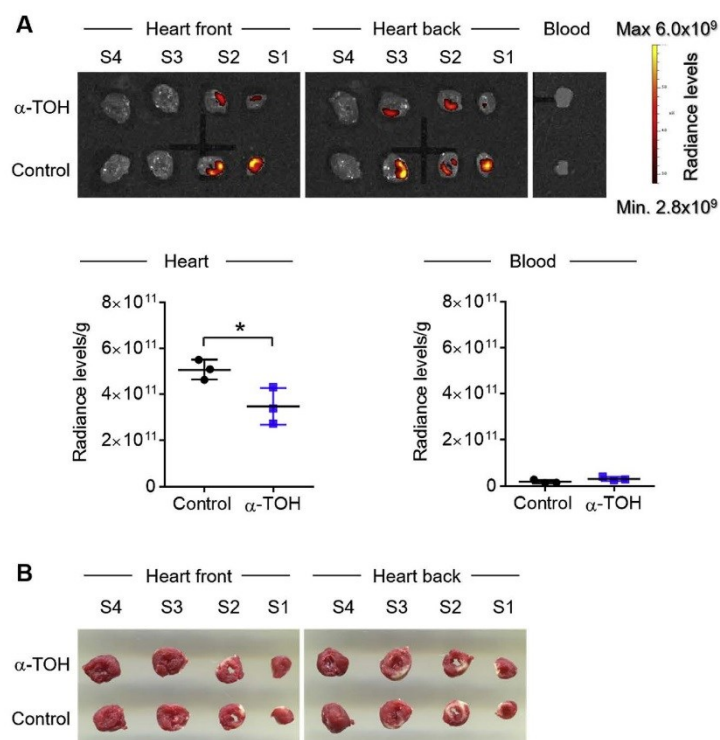 A
Heart front
Heart back
Blood
Max 6.0x10⁹
S4 S3 S2 S1
S4 S3 S2 S1
α-TOH
Control
Radiance levels
Min. 2.8x10⁹
Heart
Blood
8×10¹¹
6×10¹¹
4×10¹¹
2×10¹¹
0
Radiance levels/g
*
Control α-TOH
8×10¹¹
6×10¹¹
4×10¹¹
2×10¹¹
0
Radiance levels/g
Control α-TOH
B
Heart front
Heart back
S4 S3 S2 S1
S4 S3 S2 S1
α-TOH
Control